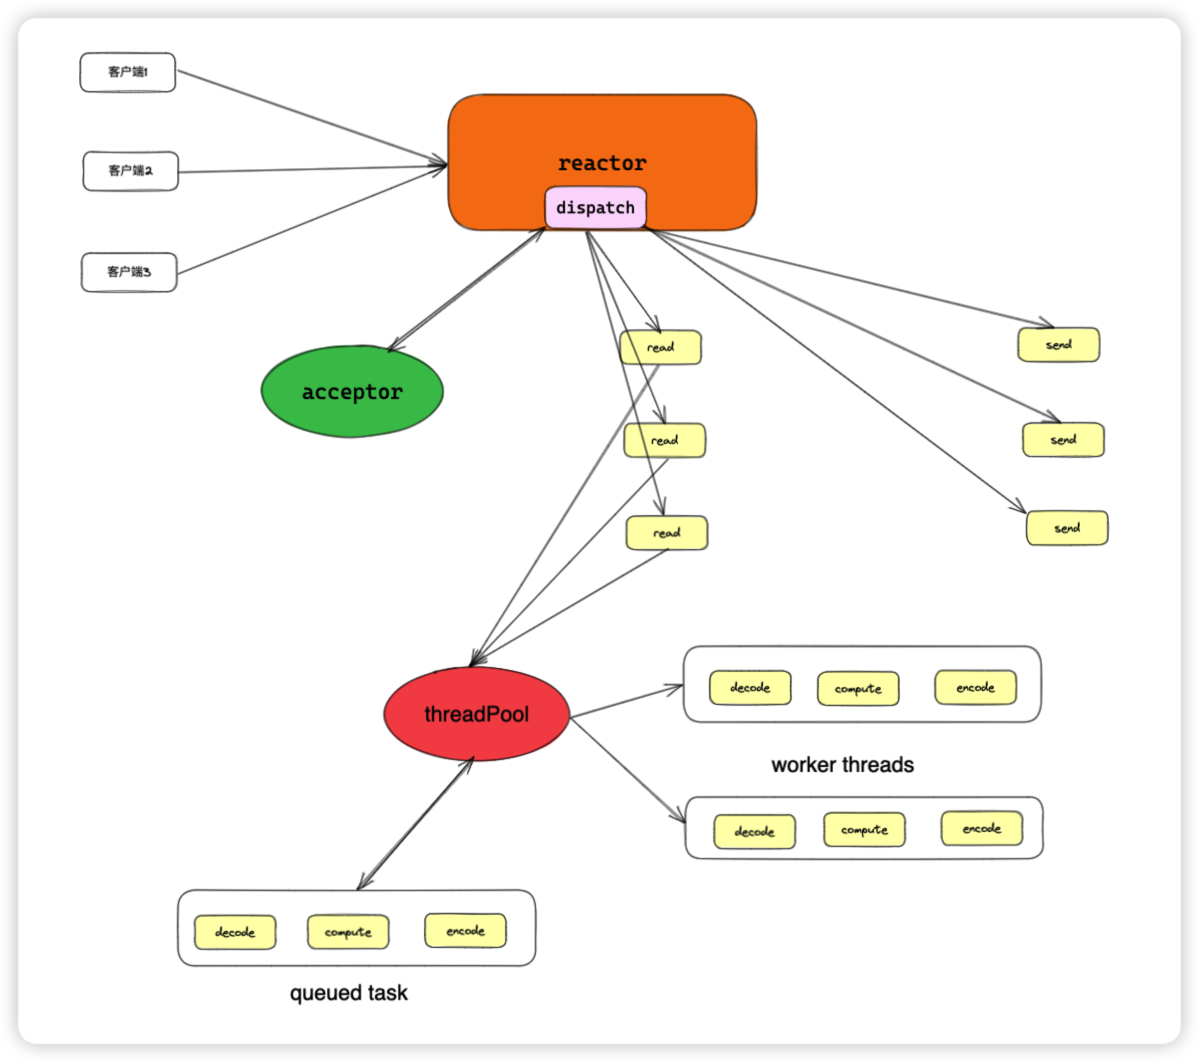 客户端1
客户端2
客户端3
reactor
dispatch
acceptor
read
read
read
send
send
send
threadPool
decode compute encode
worker threads
decode compute encode
decode compute encode
queued task